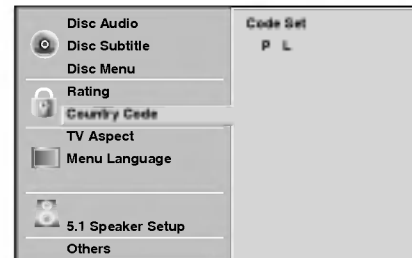 Disc Audio
Disc Subtitle
Disc Menu
Rating
Country Code
TV Aspect
Menu Language
5.1 Speaker Setup
Others
Code Set
P L